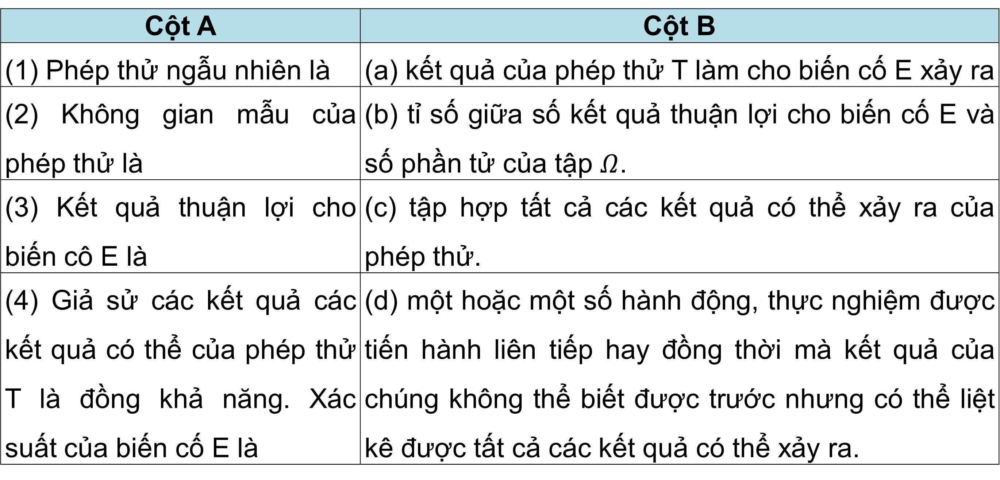 Cột A
Cột B
(1) Phép thử ngẫu nhiên là
(a) kết quả của phép thử T làm cho biến cố E xảy ra
(2) Không gian mẫu của
phép thử là
(b) tỉ số giữa số kết quả thuận lợi cho biến cố E và
số phần tử của tập Ω.
(3) Kết quả thuận lợi cho
biến cô E là
(c) tập hợp tất cả các kết quả có thể xảy ra của
phép thử.
(4) Giả sử các kết quả các
kết quả có thể của phép thử
T là đồng khả năng. Xác
suất của biến cố E là
(d) một hoặc một số hành động, thực nghiệm được
tiến hành liên tiếp hay đồng thời mà kết quả của
chúng không thể biết được trước nhưng có thể liệt
kê được tất cả các kết quả có thể xảy ra.